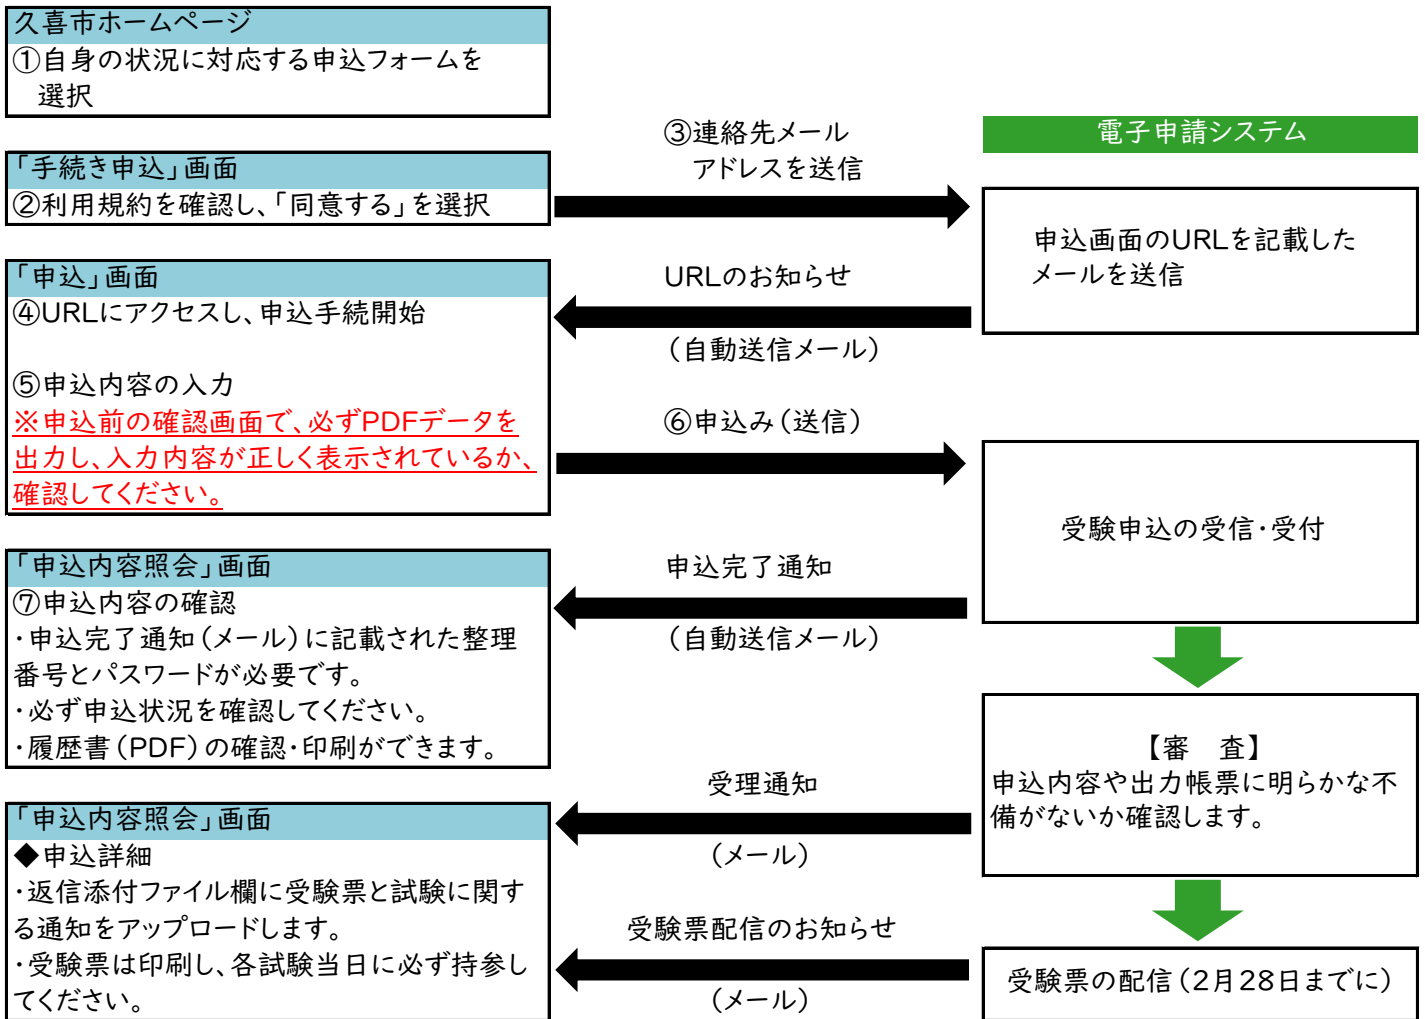 久喜市ホームページ
①自身の状況に対応する申込フォームを
選択
「手続き申込」画面
②利用規約を確認し、「同意する」を選択
③連絡先メール
アドレスを送信
電子申請システム
申込画面のURLを記載した
メールを送信
「申込」画面
④URLにアクセスし、申込手続開始
⑤申込内容の入力
※申込前の確認画面で、必ずPDFデータを
出力し、入力内容が正しく表示されているか、
確認してください。
URLのお知らせ
（自動送信メール）
⑥申込み（送信）
受験申込の受信・受付
「申込内容照会」画面
⑦申込内容の確認
・申込完了通知（メール）に記載された整理
番号とパスワードが必要です。
・必ず申込状況を確認してください。
・履歴書（PDF）の確認・印刷ができます。
申込完了通知
（自動送信メール）
【審　査】
申込内容や出力帳票に明らかな不
備がないか確認します。
受理通知
（メール）
「申込内容照会」画面
◆申込詳細
・返信添付ファイル欄に受験票と試験に関す
る通知をアップロードします。
・受験票は印刷し、各試験当日に必ず持参し
てください。
受験票配信のお知らせ
（メール）
受験票の配信（2月28日までに）